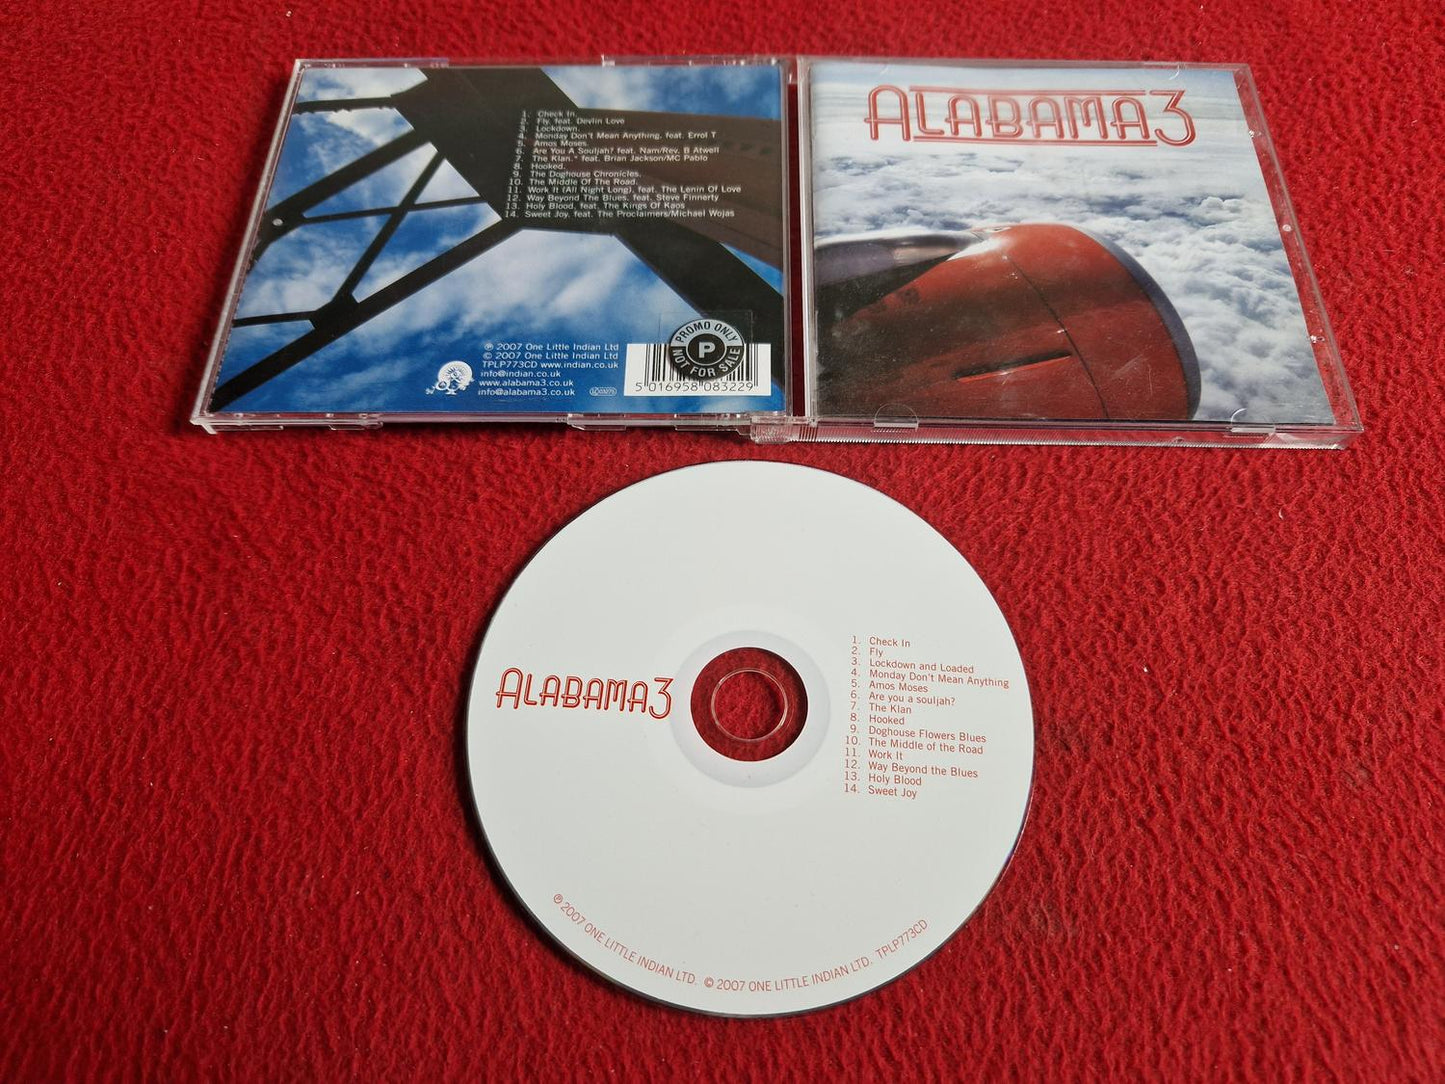 1. Check In.
2. Fly, feat. Devlin Love
3. Lockdown.
4. Monday Don't Mean Anything, feat. Errol T
5. Amos Moses.
6. Are You A Souljah? feat. Nam/Rev. B Atwell
7. The Klan.* feat. Brian Jackson/MC Pablo
8. Hooked.
9. The Doghouse Chronicles.
10. The Middle Of The Road.
11. Work It (All Night Long), feat. The Lenin Of Love
12. Way Beyond The Blues, feat. Steve Finnerty
13. Holy Blood, feat. The Kings Of Kaos
14. Sweet Joy, feat. The Proclaimers/Michael Wojas
℗ 2007 One Little Indian Ltd
© 2007 One Little Indian Ltd
TPLP773CD www.indian.co.uk
info@indian.co.uk
www.alabama3.co.uk
info@alabama3.co.uk
PROMO ONLY
P
NOT FOR SALE
5 016958 083229
ALABAMA3
ALABAMA3
1. Check In
2. Fly
3. Lockdown and Loaded
4. Monday Don't Mean Anything
5. Amos Moses
6. Are you a souljah?
7. The Klan
8. Hooked
9. Doghouse Flowers Blues
10. The Middle of the Road
11. Work It
12. Way Beyond the Blues
13. Holy Blood
14. Sweet Joy
℗ 2007 ONE LITTLE INDIAN LTD. © 2007 ONE LITTLE INDIAN LTD. TPLP773CD